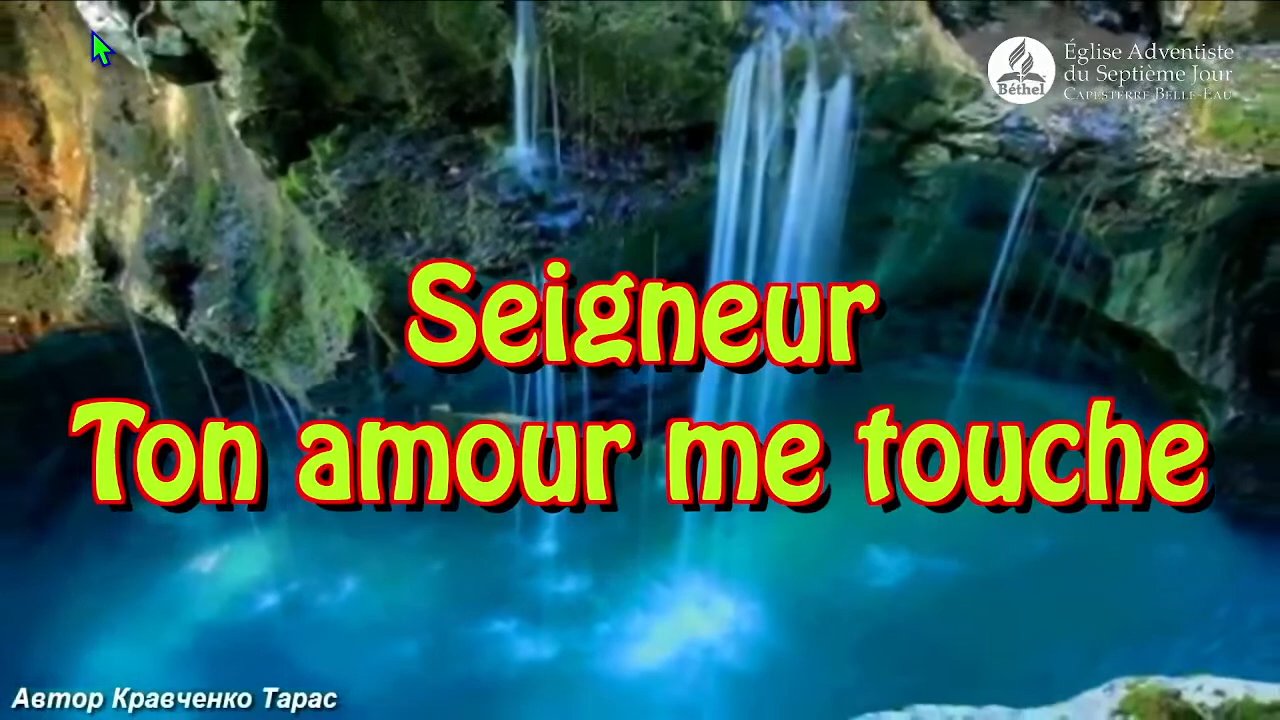 Église Adventiste
du Septième Jour
Capesterre Belle-Eau
Béthel
Seigneur
Ton amour me touche
Автор Кравченко Тарас